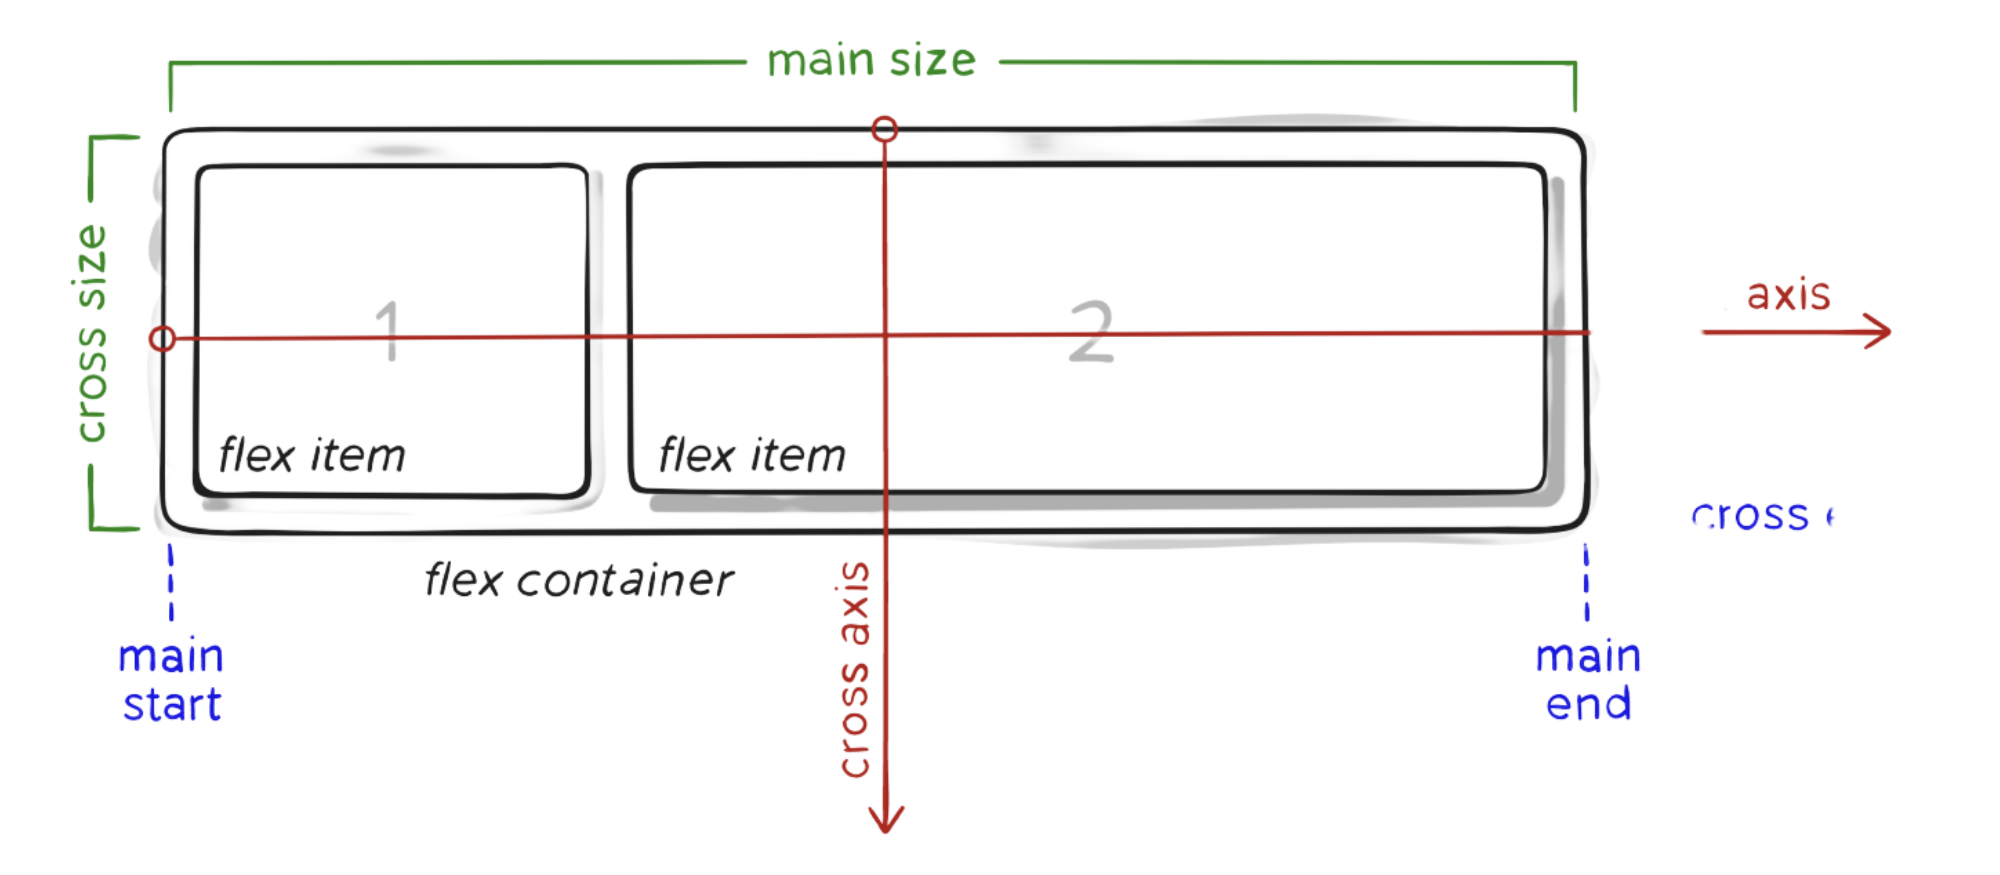 main size
cross size
1
2
axis
flex item
flex item
cross
flex container
cross axis
main
start
main
end